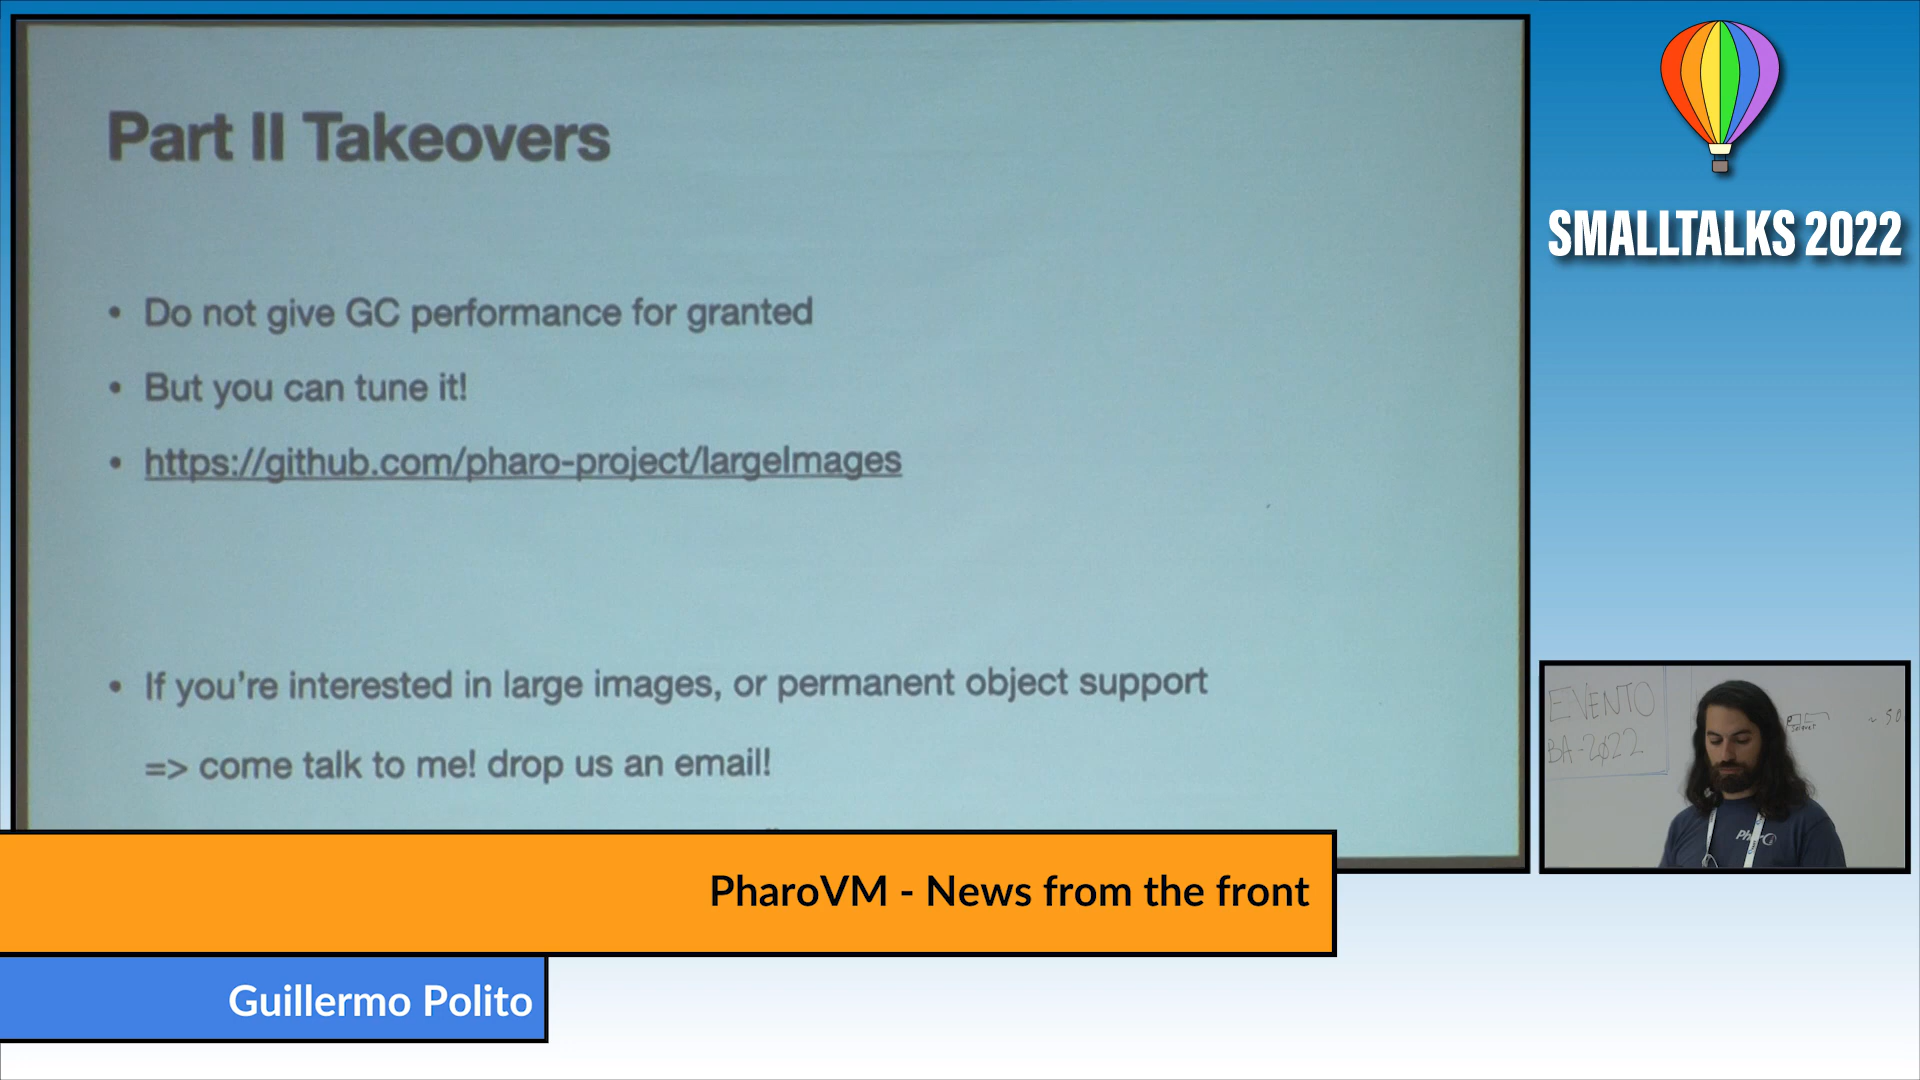 Part II Takeovers
• Do not give GC performance for granted
• But you can tune it!
• https://github.com/pharo-project/largeImages
• If you're interested in large images, or permanent object support
=> come talk to me! drop us an email!
SMALLTALKS 2022
EVENTO
BA-2022
~ 50
Pharo
PharoVM - News from the front
Guillermo Polito